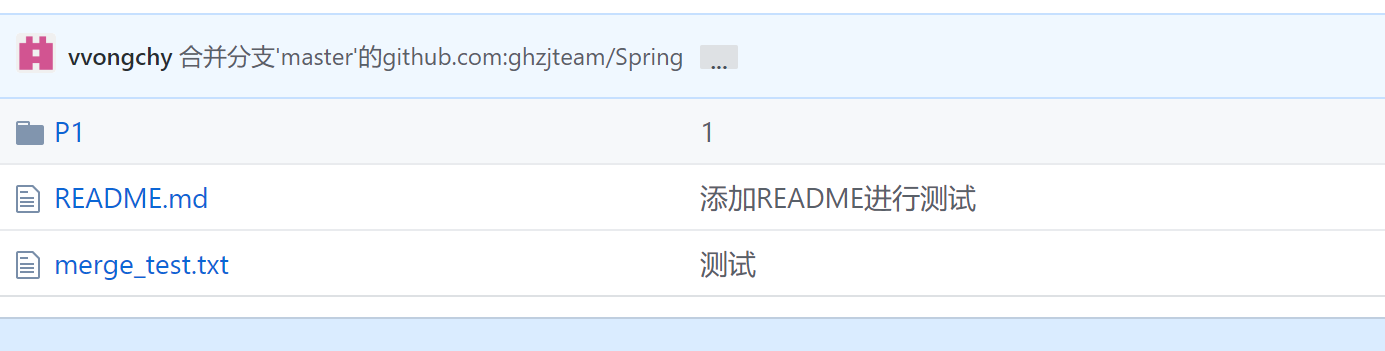 vvongchy 合并分支'master'的github.com:ghzjteam/Spring ...
P1 1
README.md 添加README进行测试
merge_test.txt 测试